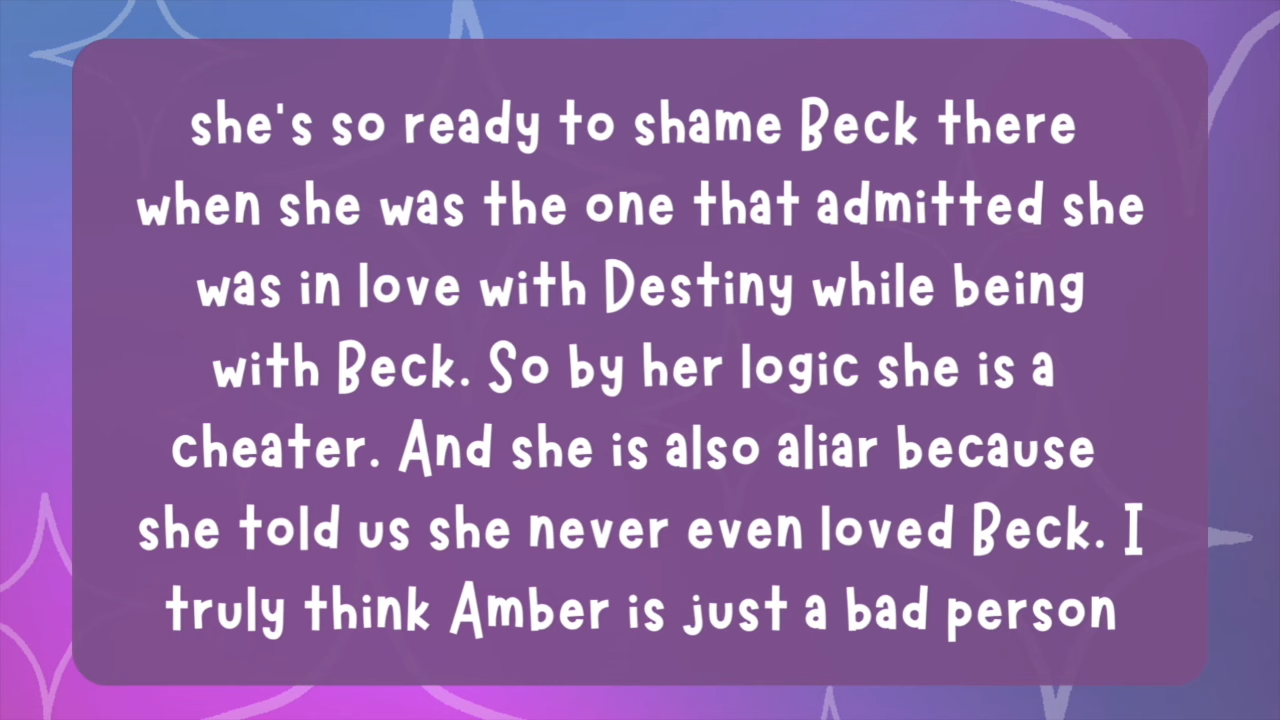 she's so ready to shame Beck there
when she was the one that admitted she
was in love with Destiny while being
with Beck. So by her logic she is a
cheater. And she is also aliar because
she told us she never even loved Beck. I
truly think Amber is just a bad person